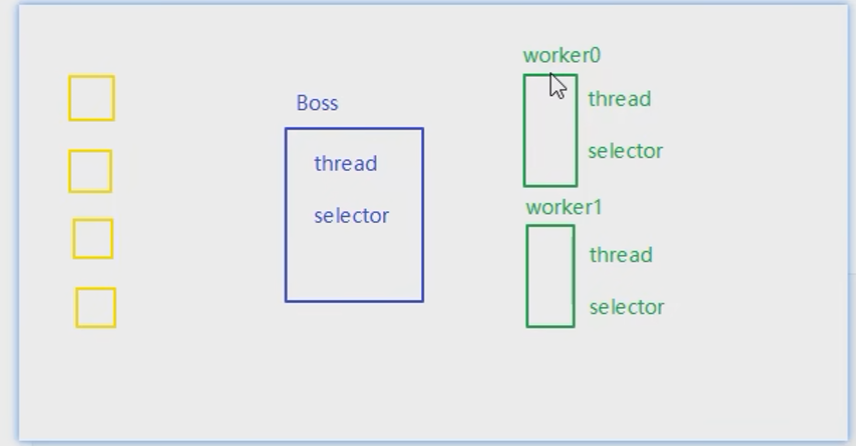 Boss
thread
selector
worker0
thread
selector
worker1
thread
selector